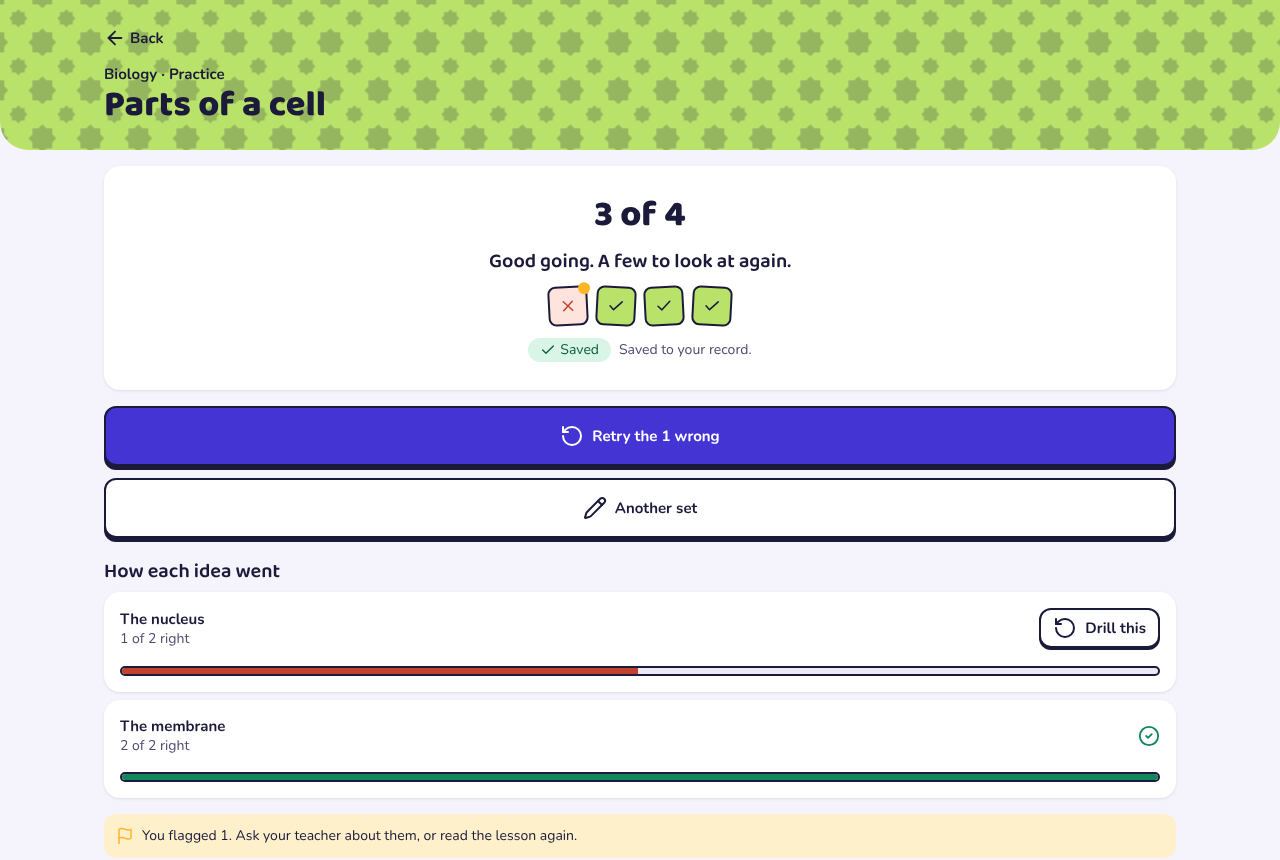 Back
Biology · Practice
Parts of a cell
3 of 4
Good going. A few to look at again.
Saved Saved to your record.
Retry the 1 wrong
Another set
How each idea went
The nucleus
1 of 2 right
Drill this
The membrane
2 of 2 right
You flagged 1. Ask your teacher about them, or read the lesson again.